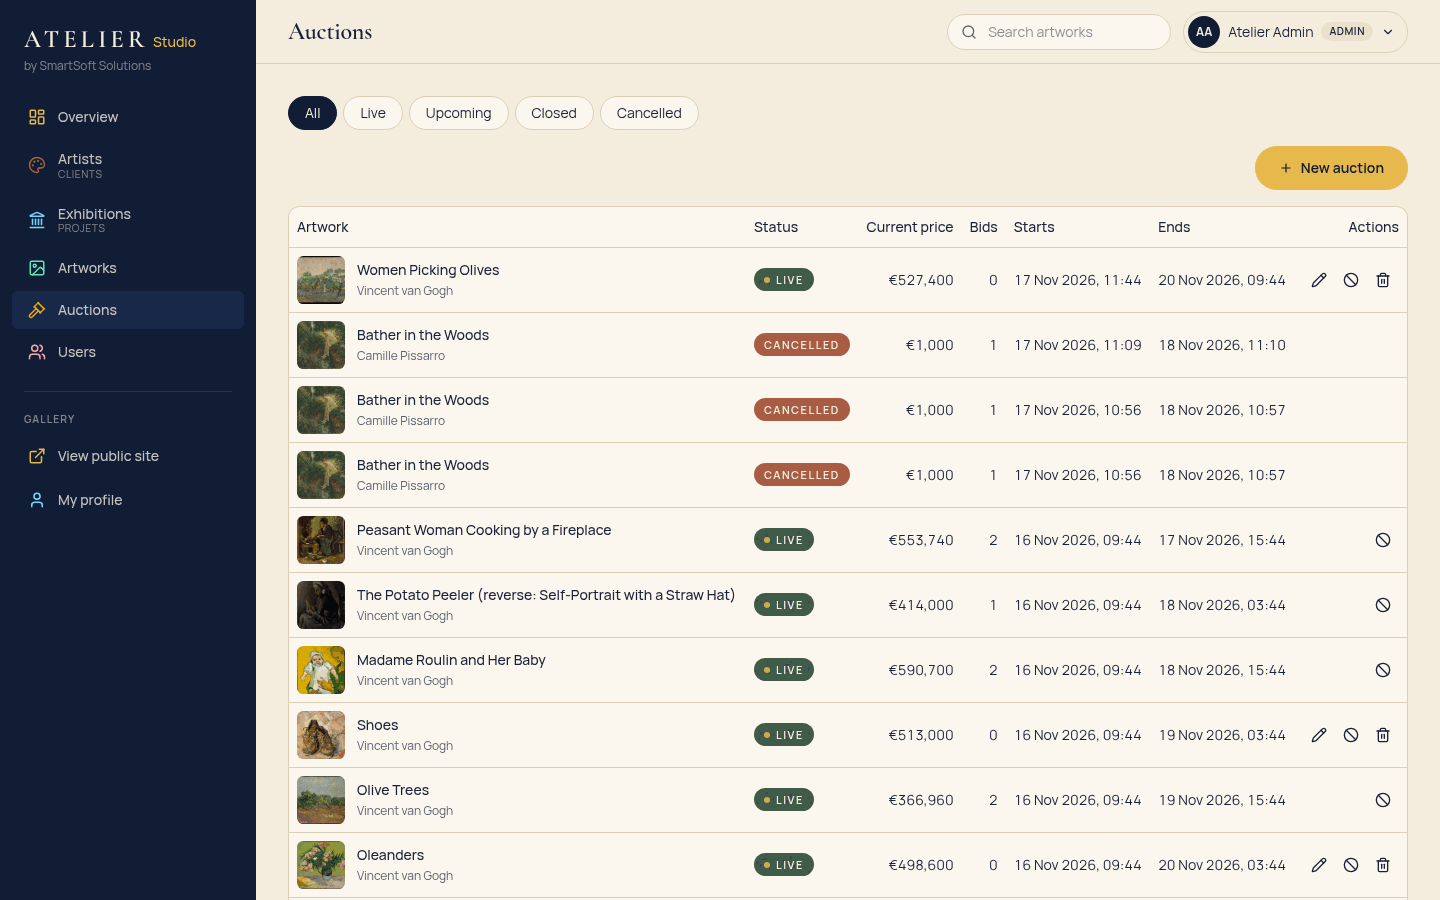 ATELIER Studio
by SmartSoft Solutions
Overview
Artists
CLIENTS
Exhibitions
PROJETS
Artworks
Auctions
Users
GALLERY
View public site
My profile
Auctions
Search artworks
AA Atelier Admin ADMIN
All Live Upcoming Closed Cancelled
New auction
Artwork Status Current price Bids Starts Ends Actions
Women Picking Olives
Vincent van Gogh
LIVE €527,400 0 17 Nov 2026, 11:44 20 Nov 2026, 09:44
Bather in the Woods
Camille Pissarro
CANCELLED €1,000 1 17 Nov 2026, 11:09 18 Nov 2026, 11:10
Bather in the Woods
Camille Pissarro
CANCELLED €1,000 1 17 Nov 2026, 10:56 18 Nov 2026, 10:57
Bather in the Woods
Camille Pissarro
CANCELLED €1,000 1 17 Nov 2026, 10:56 18 Nov 2026, 10:57
Peasant Woman Cooking by a Fireplace
Vincent van Gogh
LIVE €553,740 2 16 Nov 2026, 09:44 17 Nov 2026, 15:44
The Potato Peeler (reverse: Self-Portrait with a Straw Hat)
Vincent van Gogh
LIVE €414,000 1 16 Nov 2026, 09:44 18 Nov 2026, 03:44
Madame Roulin and Her Baby
Vincent van Gogh
LIVE €590,700 2 16 Nov 2026, 09:44 18 Nov 2026, 15:44
Shoes
Vincent van Gogh
LIVE €513,000 0 16 Nov 2026, 09:44 19 Nov 2026, 03:44
Olive Trees
Vincent van Gogh
LIVE €366,960 2 16 Nov 2026, 09:44 19 Nov 2026, 15:44
Oleanders
Vincent van Gogh
LIVE €498,600 0 16 Nov 2026, 09:44 20 Nov 2026, 03:44